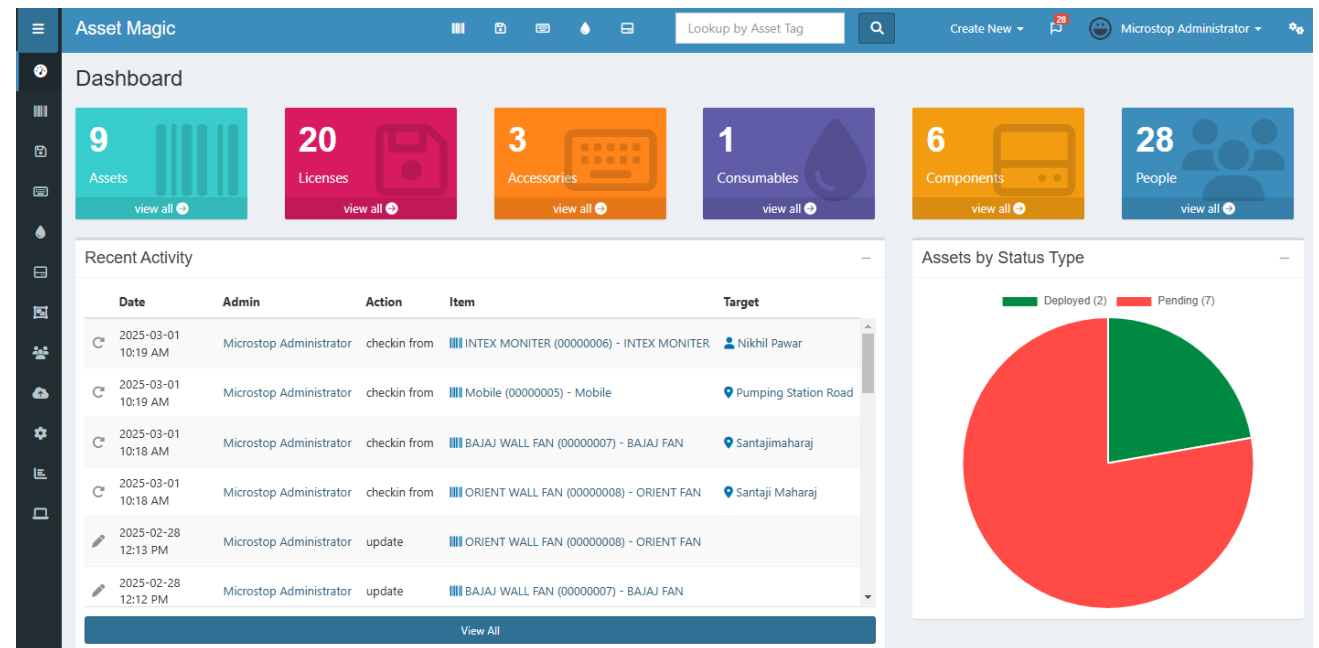 Asset Magic
Lookup by Asset Tag
Create New
28
Microstop Administrator
Dashboard
9
Assets
view all
20
Licenses
view all
3
Accessories
view all
1
Consumables
view all
6
Components
view all
28
People
view all
Recent Activity
Date Admin Action Item Target
2025-03-01
10:19 AM
Microstop Administrator checkin from INTEX MONITER (00000006) - INTEX MONITER Nikhil Pawar
2025-03-01
10:19 AM
Microstop Administrator checkin from Mobile (00000005) - Mobile Pumping Station Road
2025-03-01
10:18 AM
Microstop Administrator checkin from BAJAJ WALL FAN (00000007) - BAJAJ FAN Santajimaharaj
2025-03-01
10:18 AM
Microstop Administrator checkin from ORIENT WALL FAN (00000008) - ORIENT FAN Santaji Maharaj
2025-02-28
12:13 PM
Microstop Administrator update ORIENT WALL FAN (00000008) - ORIENT FAN
2025-02-28
12:12 PM
Microstop Administrator update BAJAJ WALL FAN (00000007) - BAJAJ FAN
View All
Assets by Status Type
Deployed (2) Pending (7)